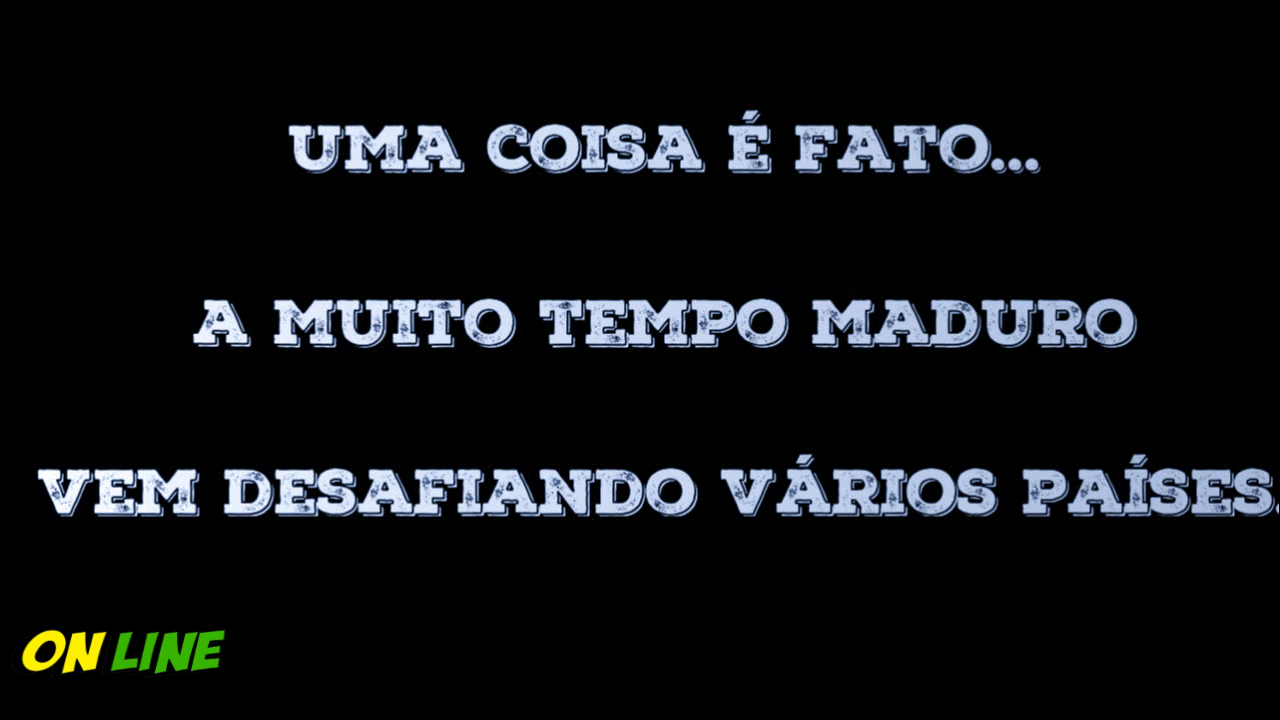 UMA COISA É FATO...
A MUITO TEMPO MADURO
VEM DESAFIANDO VÁRIOS PAÍSES.
ON LINE